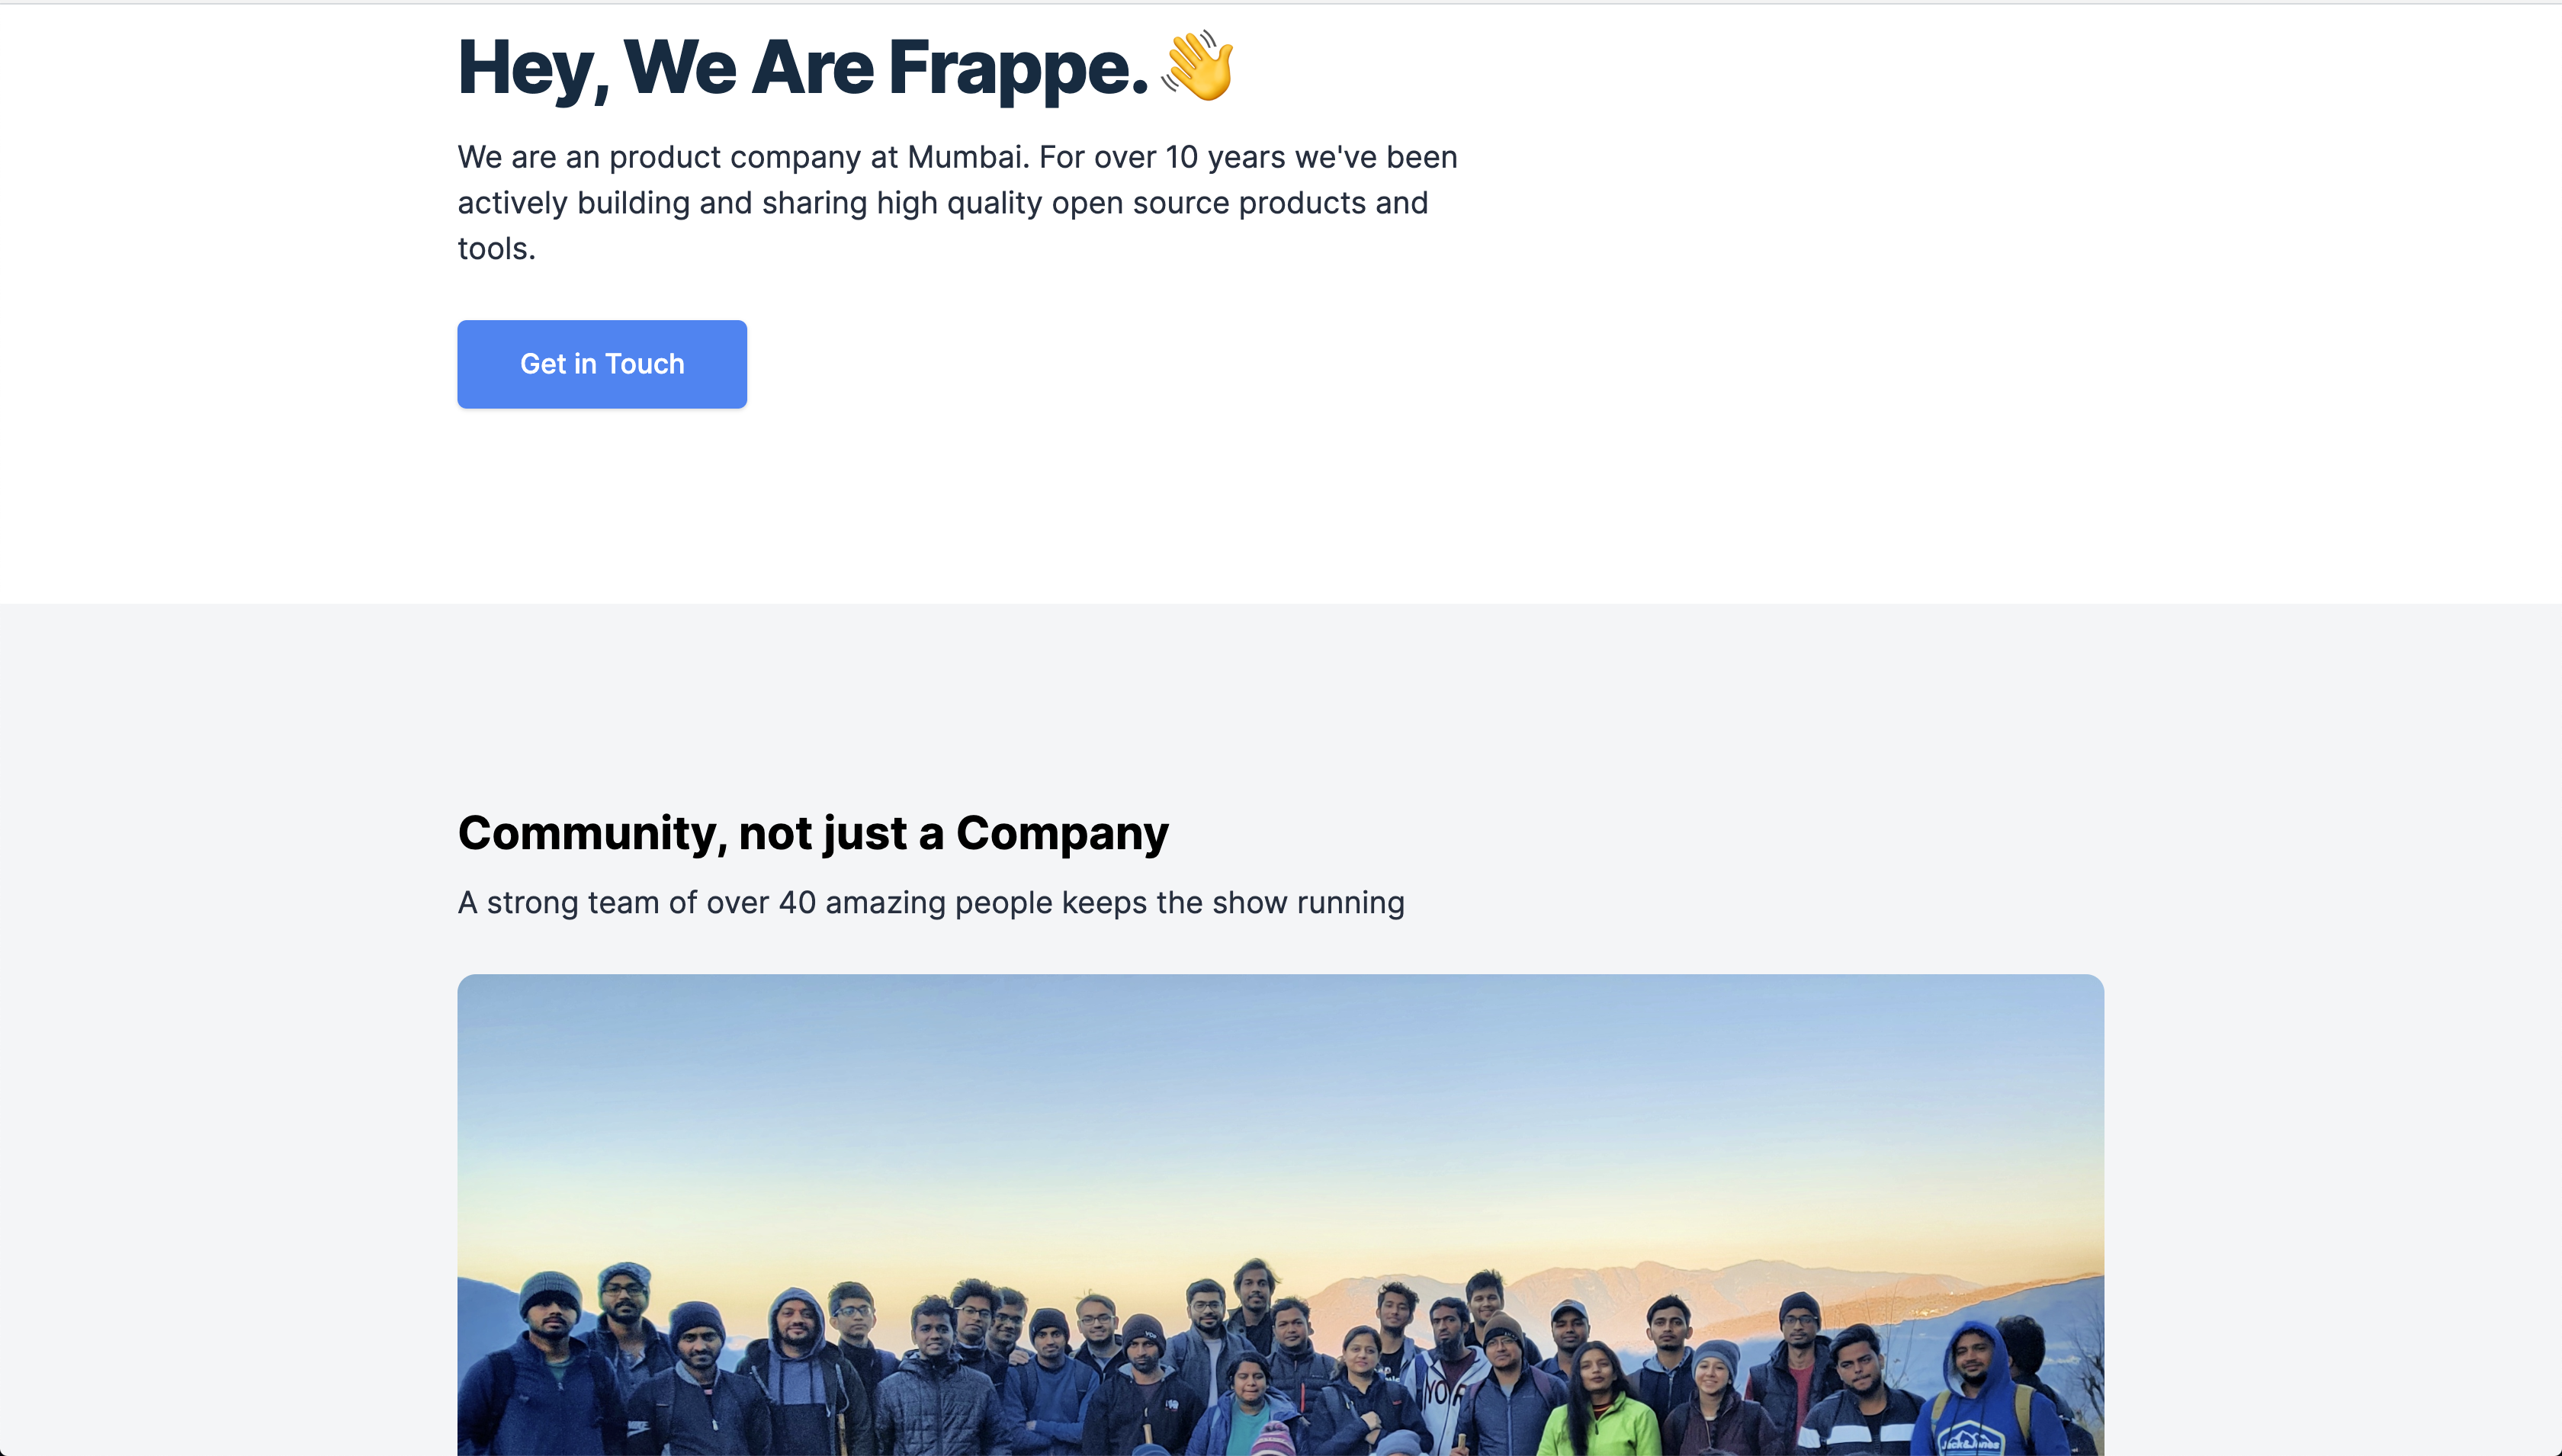 Hey, We Are Frappe. 👋
We are an product company at Mumbai. For over 10 years we've been
actively building and sharing high quality open source products and
tools.
Get in Touch
Community, not just a Company
A strong team of over 40 amazing people keeps the show running
Jack&Jones